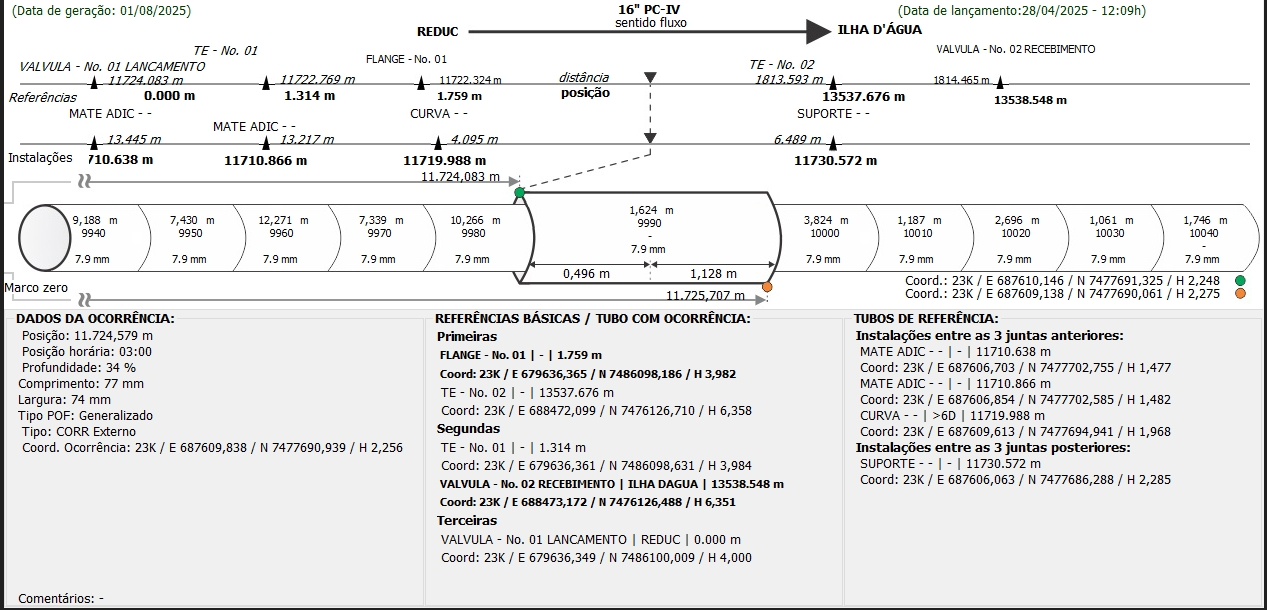 (Data de geração: 01/08/2025)
16" PC-IV
(Data de lançamento:28/04/2025 - 12:09h)
sentido fluxo
REDUC
ILHA D'ÁGUA
TE - No. 01
VALVULA - No. 02 RECEBIMENTO
FLANGE - No. 01
VALVULA - No. 01 LANCAMENTO
TE - No. 02
11724.083 m
11722.769 m
11722.324 m
distância
1813.593 m
1814.465 m
Referências
0.000 m
1.314 m
1.759 m
posição
13537.676 m
13538.548 m
MATE ADIC - -
MATE ADIC - -
CURVA - -
SUPORTE - -
13.445 m
13.217 m
4.095 m
6.489 m
Instalações
710.638 m
11710.866 m
11719.988 m
11730.572 m
11.724,083 m
9,188 m
7,430 m
12,271 m
7,339 m
10,266 m
1,624 m
3,824 m
1,187 m
2,696 m
1,061 m
1,746 m
9940
9950
9960
9970
9980
9990
10000
10010
10020
10030
10040
-
-
7.9 mm
7.9 mm
7.9 mm
7.9 mm
7.9 mm
7.9 mm
7.9 mm
7.9 mm
7.9 mm
7.9 mm
7.9 mm
0,496 m
1,128 m
Marco zero
11.725,707 m
Coord.: 23K / E 687610,146 / N 7477691,325 / H 2,248
Coord.: 23K / E 687609,138 / N 7477690,061 / H 2,275
DADOS DA OCORRÊNCIA:
Posição: 11.724,579 m
Posição horária: 03:00
Profundidade: 34 %
Comprimento: 77 mm
Largura: 74 mm
Tipo POF: Generalizado
Tipo: CORR Externo
Coord. Ocorrência: 23K / E 687609,838 / N 7477690,939 / H 2,256
Comentários: -
REFERÊNCIAS BÁSICAS / TUBO COM OCORRÊNCIA:
Primeiras
FLANGE - No. 01 | - | 1.759 m
Coord: 23K / E 679636,365 / N 7486098,186 / H 3,982
TE - No. 02 | - | 13537.676 m
Coord: 23K / E 688472,099 / N 7476126,710 / H 6,358
Segundas
TE - No. 01 | - | 1.314 m
Coord: 23K / E 679636,361 / N 7486098,631 / H 3,984
VALVULA - No. 02 RECEBIMENTO | ILHA DAGUA | 13538.548 m
Coord: 23K / E 688473,172 / N 7476126,488 / H 6,351
Terceiras
VALVULA - No. 01 LANCAMENTO | REDUC | 0.000 m
Coord: 23K / E 679636,349 / N 7486100,009 / H 4,000
TUBOS DE REFERÊNCIA:
Instalações entre as 3 juntas anteriores:
MATE ADIC - - | - | 11710.638 m
Coord: 23K / E 687606,703 / N 7477702,755 / H 1,477
MATE ADIC - - | - | 11710.866 m
Coord: 23K / E 687606,854 / N 7477702,585 / H 1,482
CURVA - - | >6D | 11719.988 m
Coord: 23K / E 687609,613 / N 7477694,941 / H 1,968
Instalações entre as 3 juntas posteriores:
SUPORTE - - | - | 11730.572 m
Coord: 23K / E 687606,063 / N 7477686,288 / H 2,285